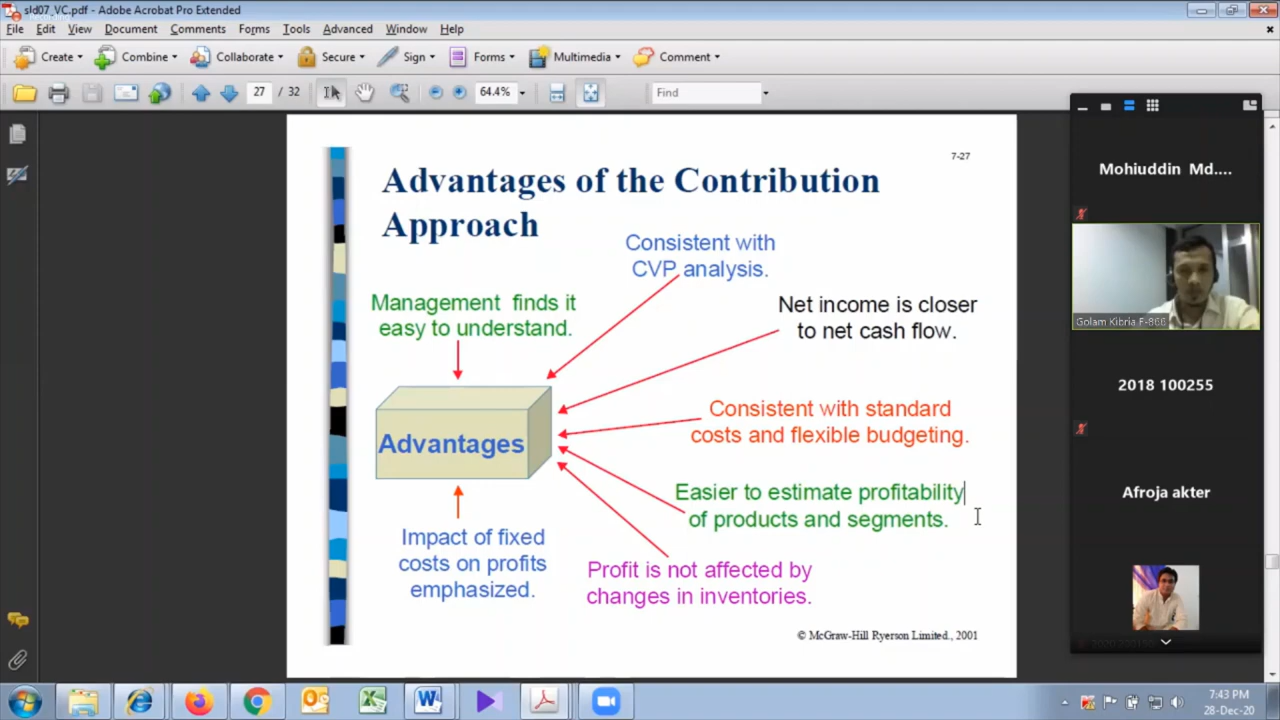 sld07_VC.pdf - Adobe Acrobat Pro Extended
File Edit View Document Comments Forms Tools Advanced Window Help
Create Combine Collaborate Secure Sign Forms Multimedia Comment
27 / 32 64.4% Find
7-27
Advantages of the Contribution
Approach
Consistent with
CVP analysis.
Management finds it
easy to understand.
Net income is closer
to net cash flow.
Consistent with standard
costs and flexible budgeting.
Advantages
Easier to estimate profitability
of products and segments.
Impact of fixed
costs on profits
emphasized.
Profit is not affected by
changes in inventories.
© McGraw-Hill Ryerson Limited., 2001
Mohiuddin Md....
Golam Kibria F-866
2018 100255
Afroja akter
7:43 PM
28-Dec-20